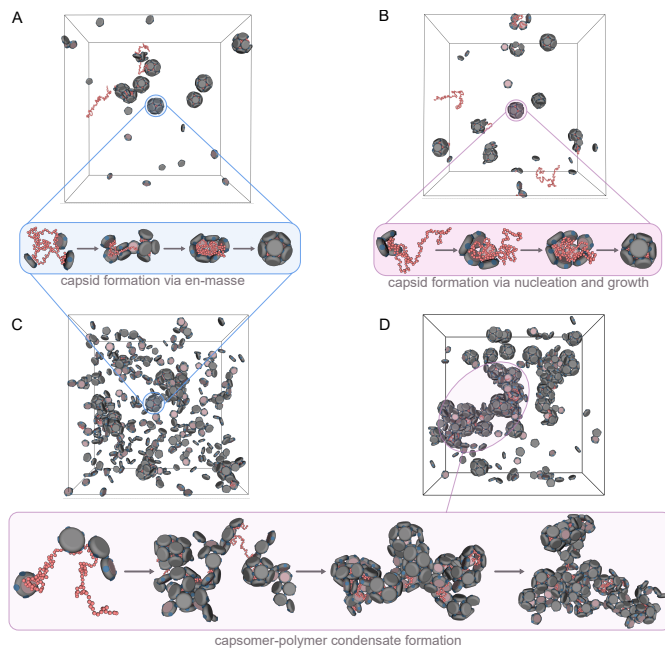 A
B
capsid formation via en-masse
capsid formation via nucleation and growth
C
D
capsomer-polymer condensate formation